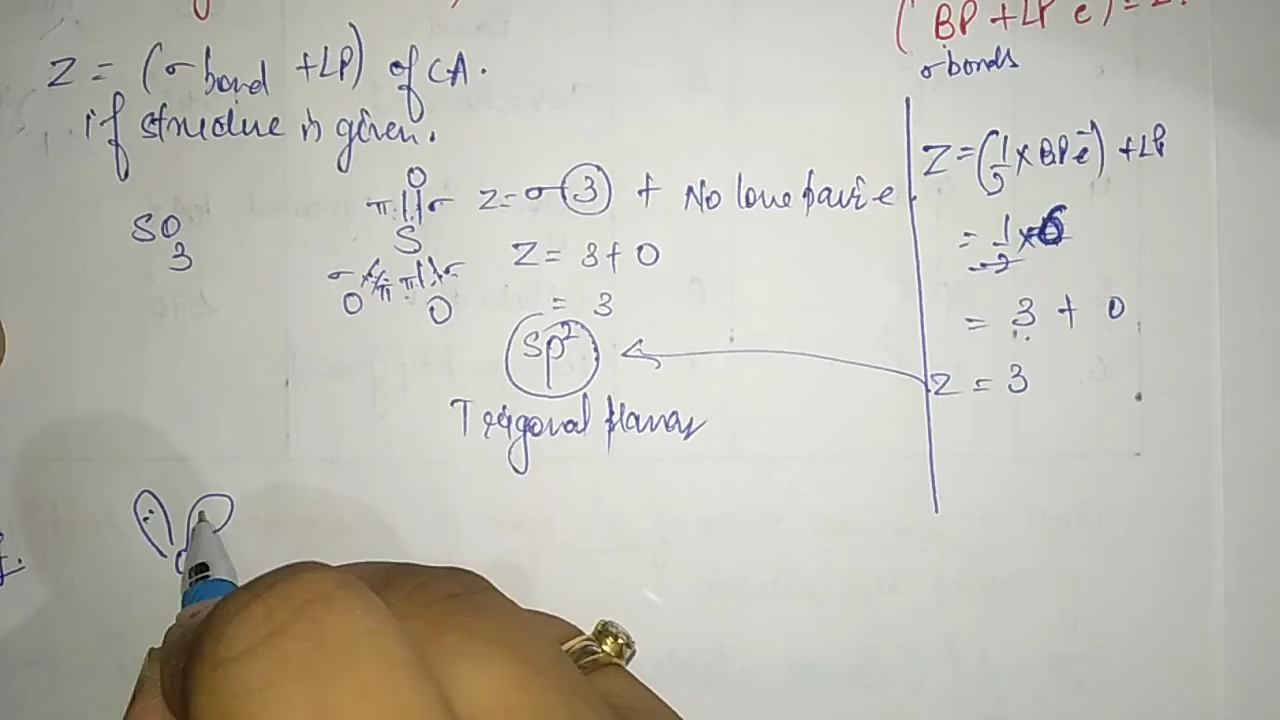 (BP + LP e) = 2.
σ bonds
Z = (σ bond + LP) of CA.
if structure is given.
SO3
O
π || σ
S
σ π π σ
O O
Z = σ 3 + No lone pair e
Z = 3 + 0
= 3
Sp²
Trigonal planar
Z = (1/2 × BP e⁻) + LP
= 1/2 × 6
= 3 + 0
Z = 3